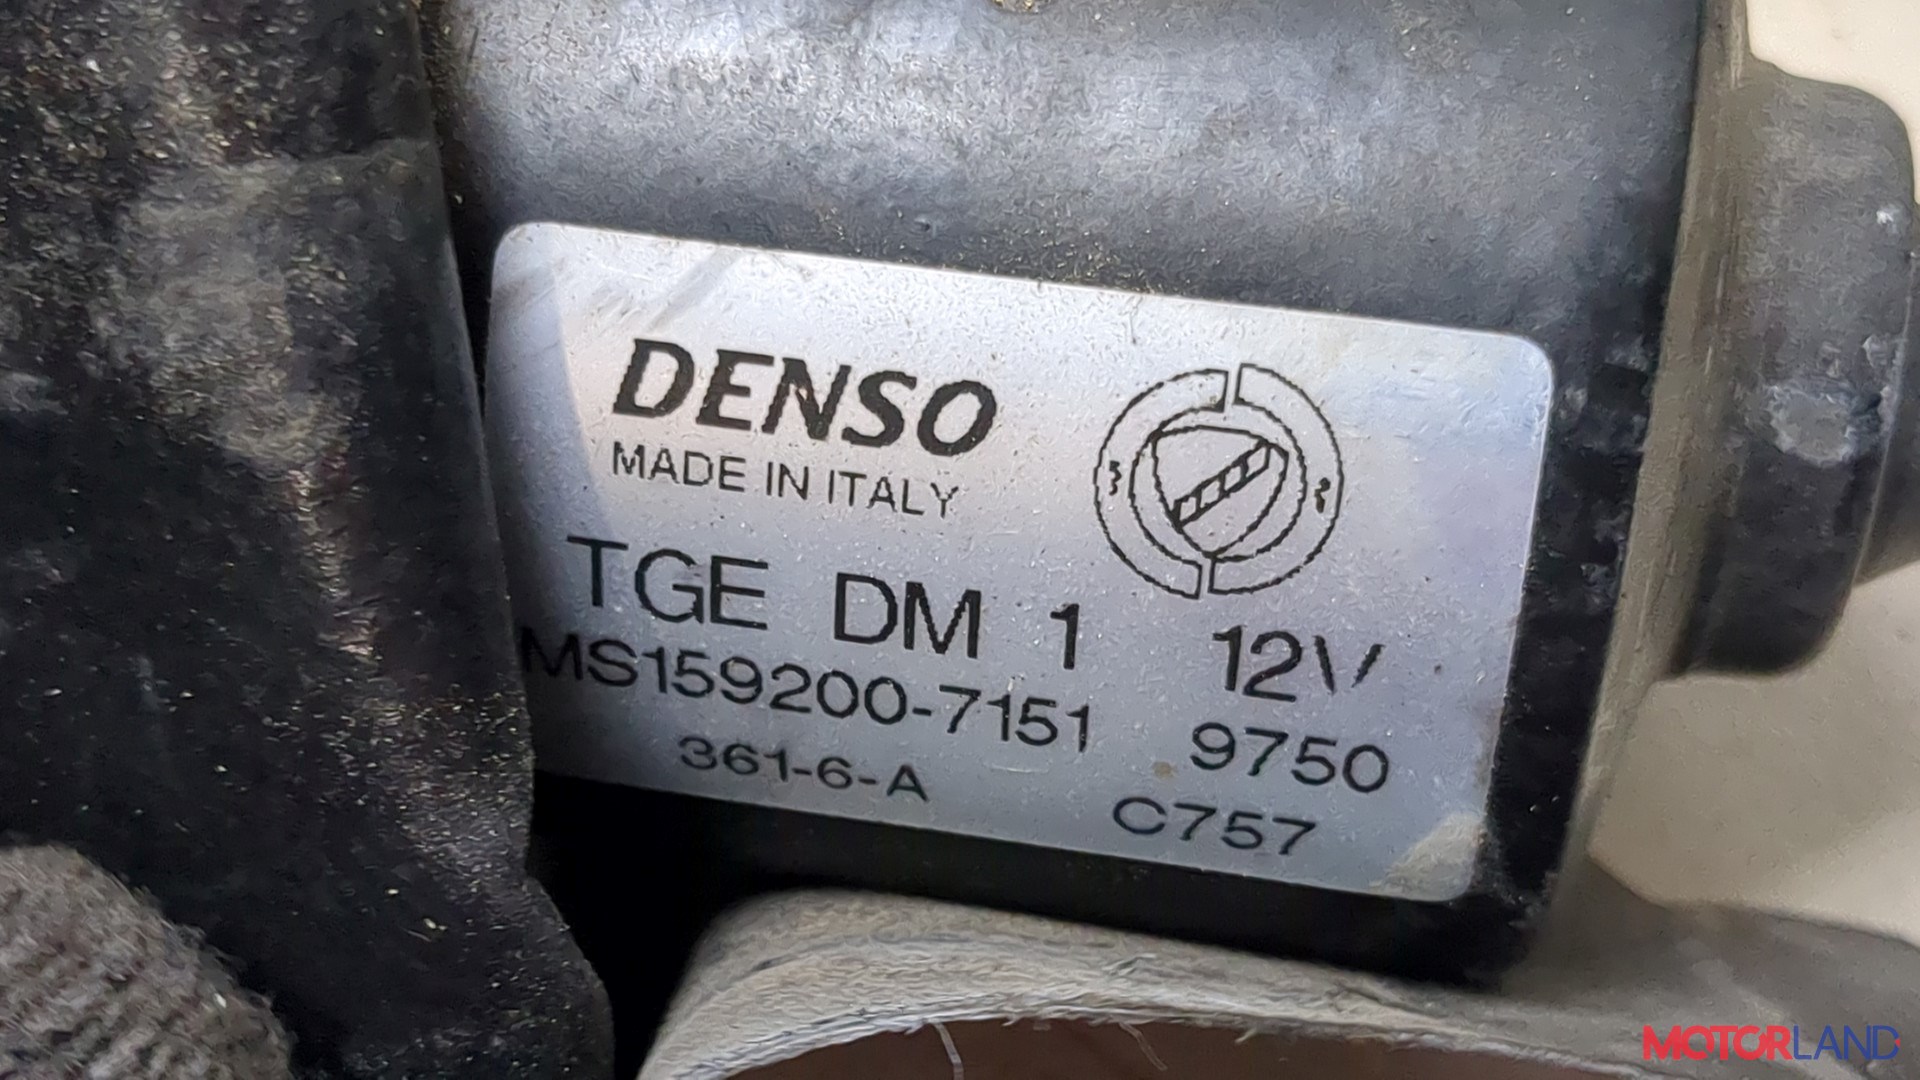 DENSO
MADE IN ITALY
TGE DM 1 12V
MS159200-7151 9750
361-6-A C757
MOTORLAND